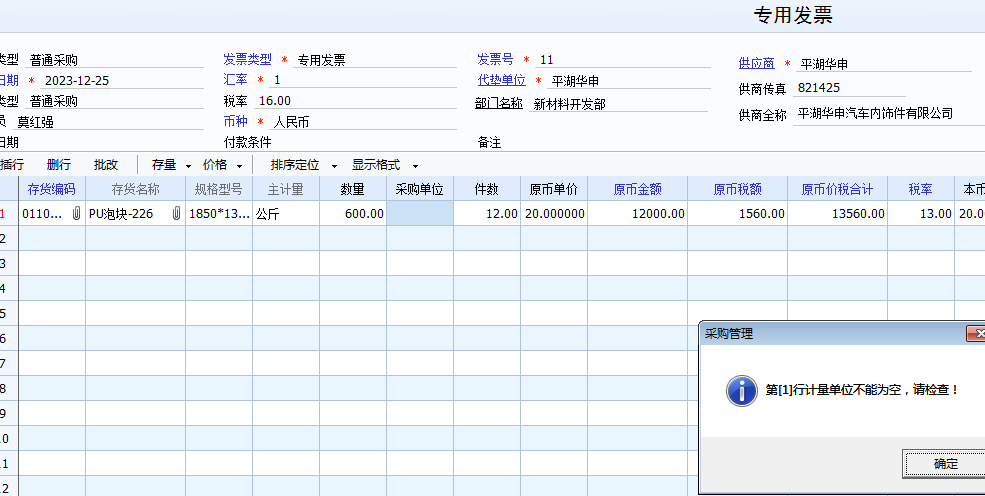 专用发票
类型 普通采购 发票类型 * 专用发票 发票号 * 11 供应商 * 平湖华申
日期 * 2023-12-25 汇率 * 1 代垫单位 * 平湖华申 供商传真 821425
类型 普通采购 税率 16.00 部门名称 新材料开发部 供商全称 平湖华申汽车内饰件有限公司
员 莫红强 币种 * 人民币
日期 付款条件 备注
插行 删行 批改 存量 价格 排序定位 显示格式
存货编码 存货名称 规格型号 主计量 数量 采购单位 件数 原币单价 原币金额 原币税额 原币价税合计 税率 本币
1 0110... PU泡块-226 1850*13... 公斤 600.00 12.00 20.000000 12000.00 1560.00 13560.00 13.00 20.0
2
3
4
5
6
7
8
9
0
1
2
采购管理
第[1]行计量单位不能为空，请检查！
确定